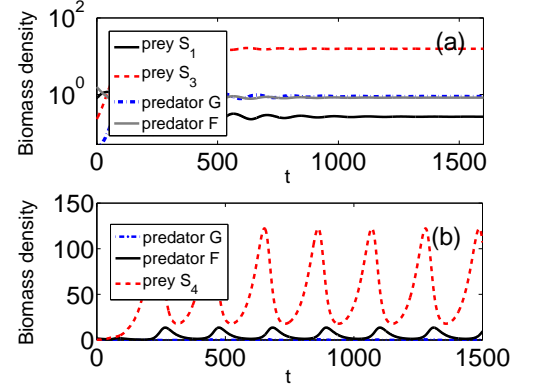 10^2
(a)
prey S_1
prey S_3
predator G
predator F
10^0
Biomass density
0 500 1000 1500
t
150
(b)
predator G
predator F
prey S_4
100
50
0
Biomass density
0 500 1000 1500
t